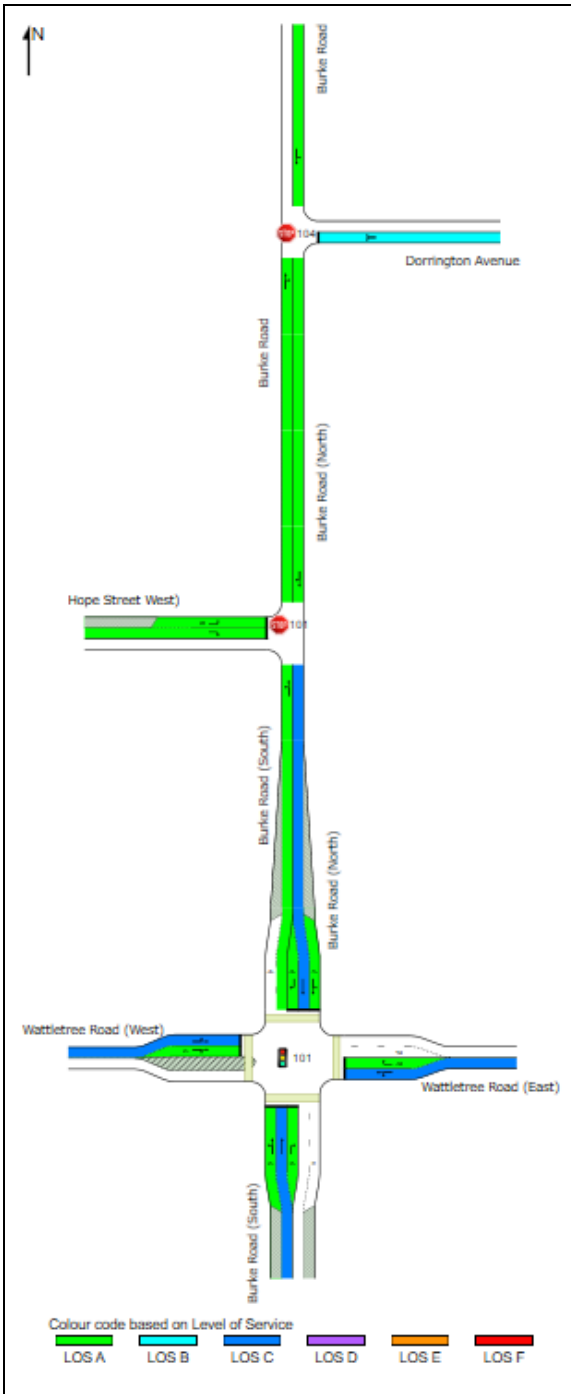 N
Burke Road
STOP 104
Dorrington Avenue
Burke Road
Burke Road (North)
Hope Street West)
STOP 101
Burke Road (South)
Burke Road (North)
Wattletree Road (West)
101
Wattletree Road (East)
Burke Road (South)
Colour code based on Level of Service
LOS A LOS B LOS C LOS D LOS E LOS F